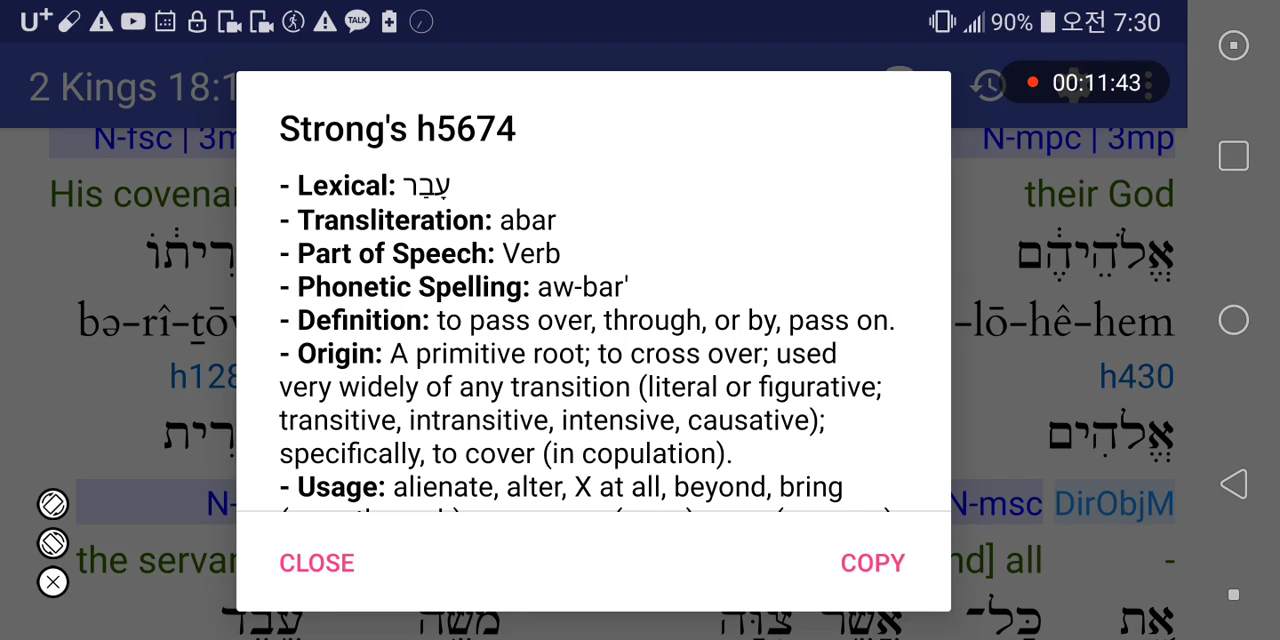 U+ TALK 90% 오전 7:30
2 Kings 18:1 00:11:43
N-fsc | 3m N-mpc | 3mp
Strong's h5674
His covenan their God
- Lexical: עָבַר
- Transliteration: abar
רִיתוֹ֔ אֱלֹֽהֵיהֶ֔ם
- Part of Speech: Verb
- Phonetic Spelling: aw-bar'
bə-rî-ṯōw -lō-hê-hem
- Definition: to pass over, through, or by, pass on.
- Origin: A primitive root; to cross over; used
h128 h430
very widely of any transition (literal or figurative;
transitive, intransitive, intensive, causative);
רִית אֱלֹהִים
specifically, to cover (in copulation).
- Usage: alienate, alter, X at all, beyond, bring
N- N-msc DirObjM
CLOSE COPY
the servan nd] all -
עֶבֶד מֹשֶׁה צִוָּה אֲשֶׁר כָּל־ אֵת